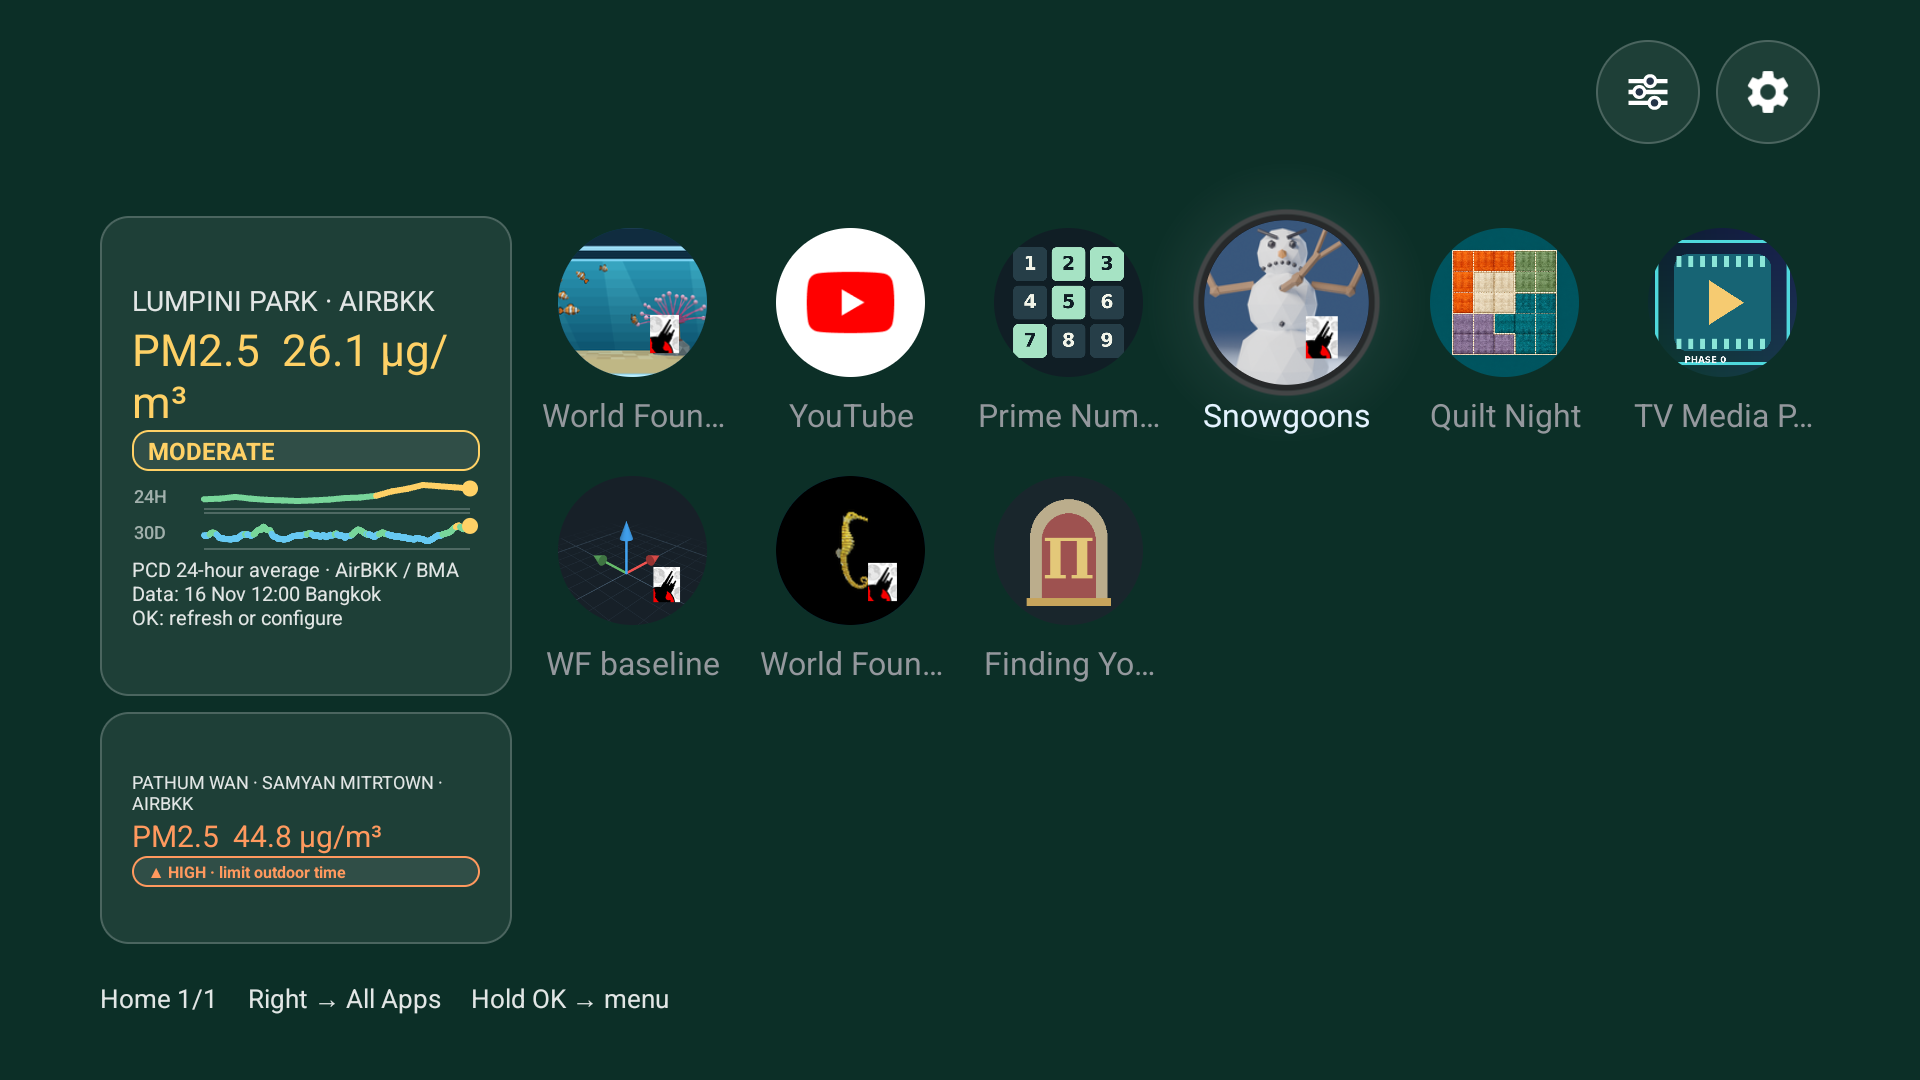 LUMPINI PARK · AIRBKK
PM2.5 26.1 µg/
m³
MODERATE
24H
30D
PCD 24-hour average · AirBKK / BMA
Data: 16 Nov 12:00 Bangkok
OK: refresh or configure
PATHUM WAN · SAMYAN MITRTOWN ·
AIRBKK
PM2.5 44.8 µg/m³
▲ HIGH · limit outdoor time
1 2 3
4 5 6
7 8 9
PHASE 0
World Foun...
YouTube
Prime Num...
Snowgoons
Quilt Night
TV Media P...
Π
WF baseline
World Foun...
Finding Yo...
Home 1/1 Right → All Apps Hold OK → menu